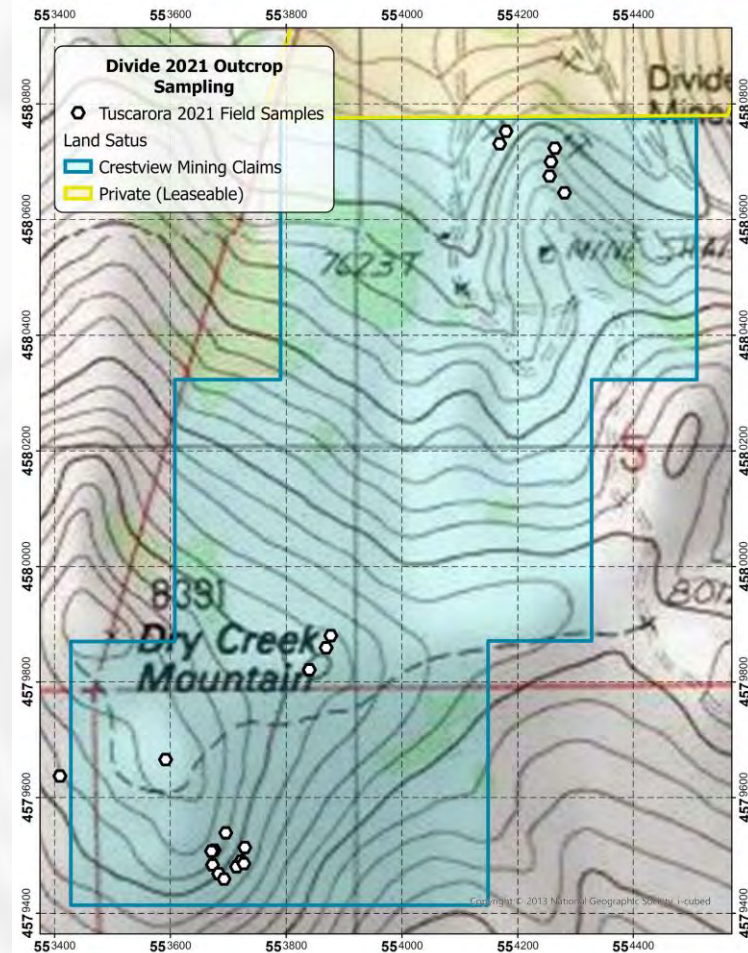 553400 553600 553800 554000 554200 554400
Divide 2021 Outcrop
Sampling
Tuscarora 2021 Field Samples
Land Satus
Crestview Mining Claims
Private (Leaseable)
Divide
4580800 4580800
4580600 4580600
7623T
MINE SHA
4580400 4580400
5
4580200 4580200
4580000 4580000
8391
Dry Creek
Mountain
4579800 4579800
4579600 4579600
Copyright © 2013 National Geographic Society, i-cubed
4579400 4579400
553400 553600 553800 554000 554200 554400